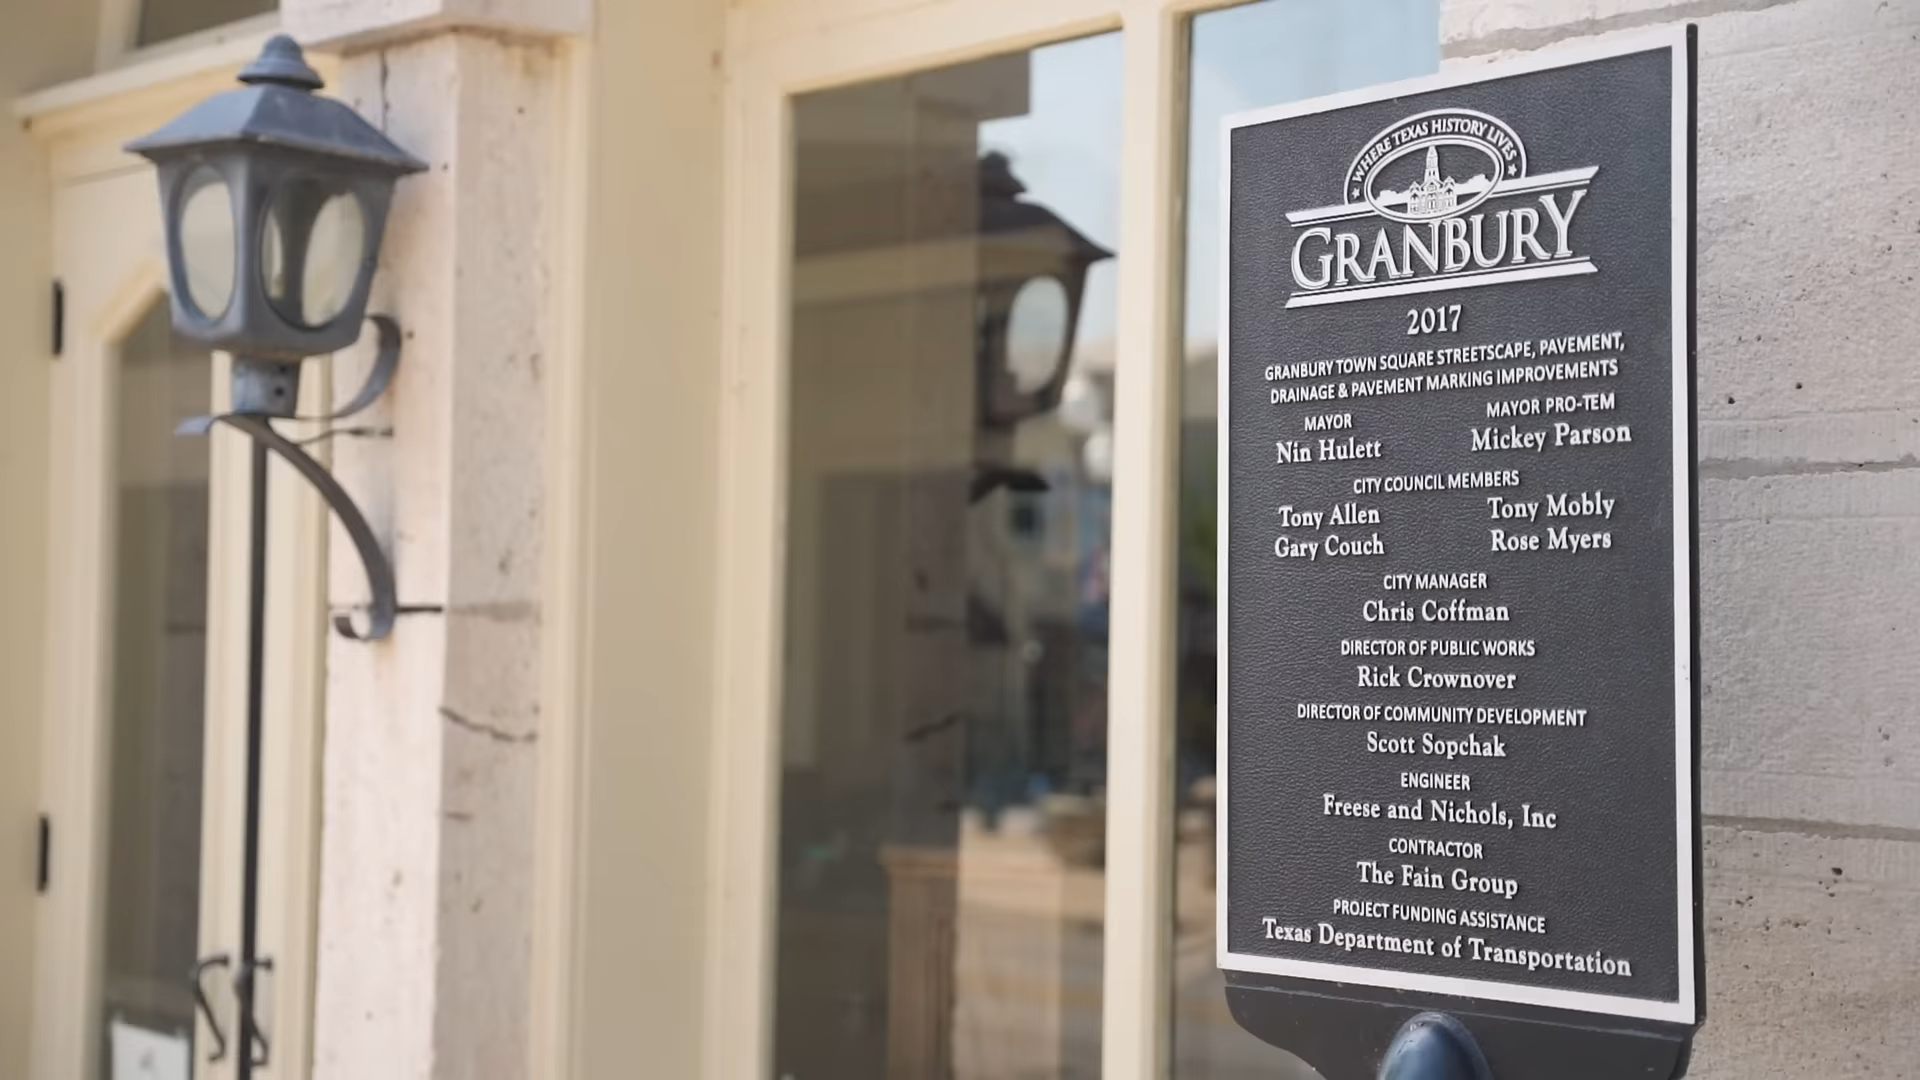 WHERE TEXAS HISTORY LIVES
GRANBURY
2017
GRANBURY TOWN SQUARE STREETSCAPE, PAVEMENT,
DRAINAGE & PAVEMENT MARKING IMPROVEMENTS
MAYOR MAYOR PRO-TEM
Nin Hulett Mickey Parson
CITY COUNCIL MEMBERS
Tony Allen Tony Mobly
Gary Couch Rose Myers
CITY MANAGER
Chris Coffman
DIRECTOR OF PUBLIC WORKS
Rick Crownover
DIRECTOR OF COMMUNITY DEVELOPMENT
Scott Sopchak
ENGINEER
Freese and Nichols, Inc
CONTRACTOR
The Fain Group
PROJECT FUNDING ASSISTANCE
Texas Department of Transportation